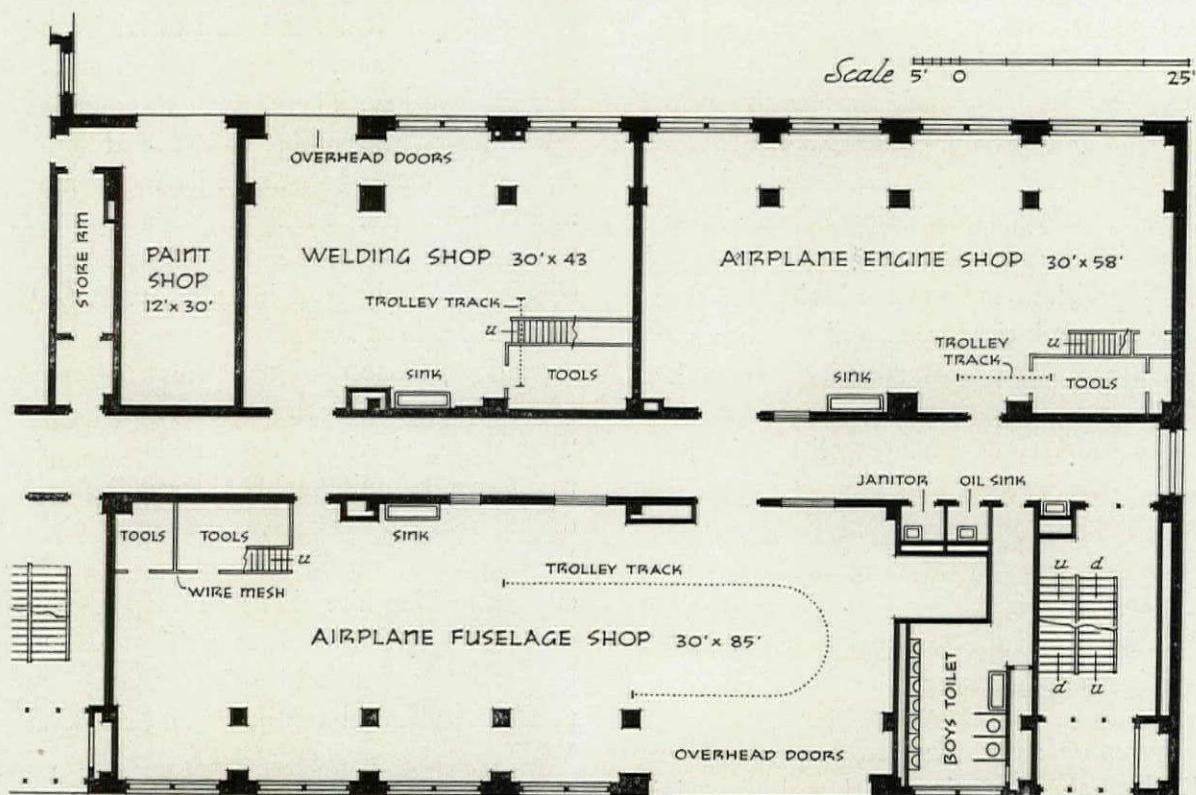 Scale 5' 0 25'
OVERHEAD DOORS
STORE RM
PAINT
SHOP
12' x 30'
WELDING SHOP 30' x 43
AIRPLANE ENGINE SHOP 30' x 58'
TROLLEY TRACK
u
SINK
TOOLS
TROLLEY
TRACK
u
SINK
TOOLS
JANITOR
OIL SINK
TOOLS
TOOLS
u
SINK
WIRE MESH
TROLLEY TRACK
AIRPLANE FUSELAGE SHOP 30' x 85'
u d
d u
BOYS TOILET
OVERHEAD DOORS